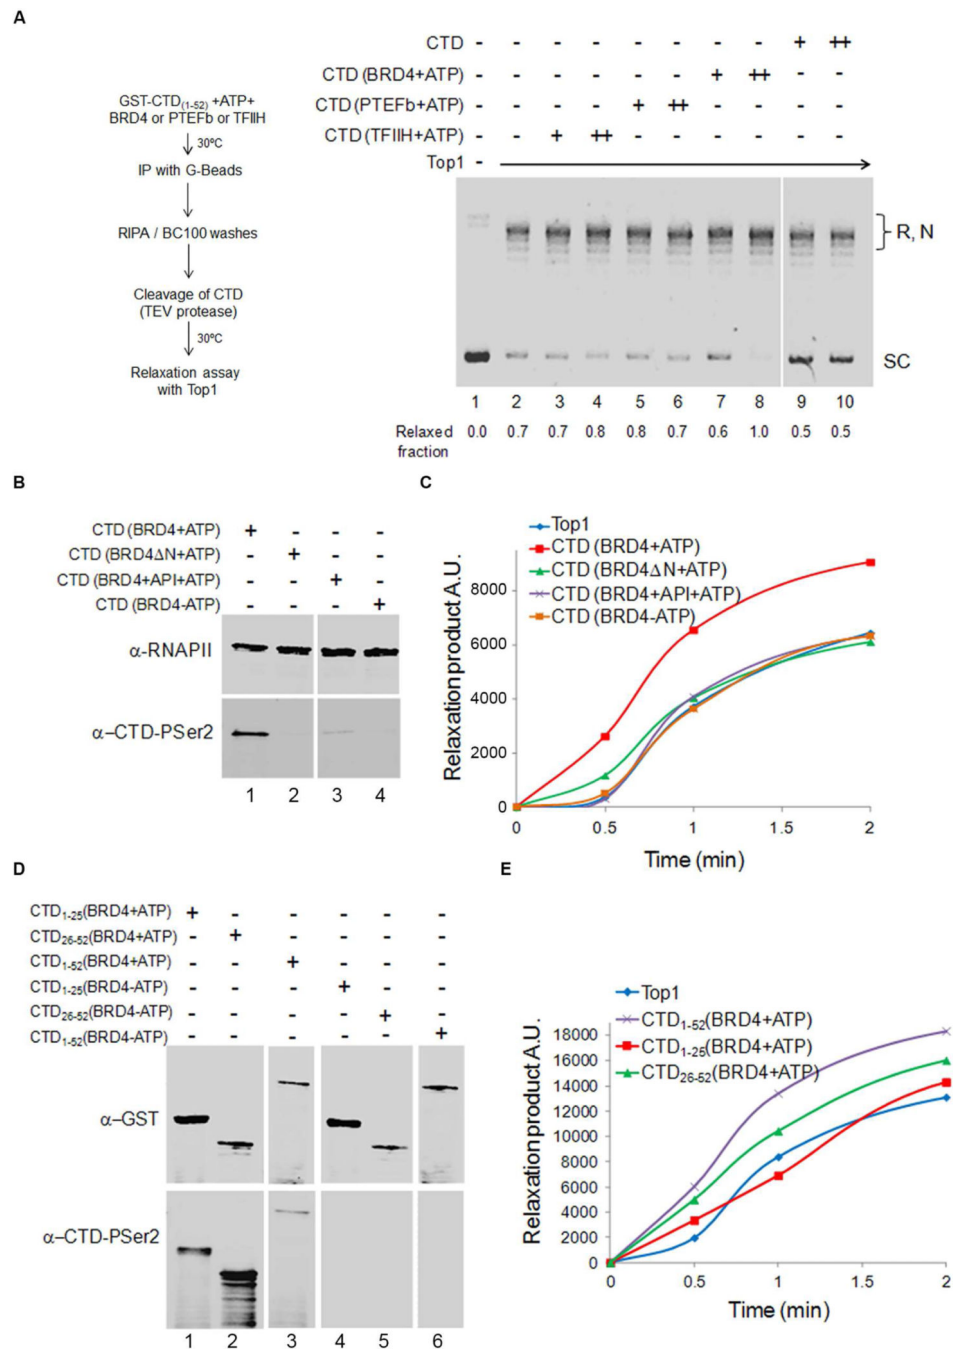 A
GST-CTD(1-52) +ATP+
BRD4 or PTEFb or TFIIH
30ºC
IP with G-Beads
RIPA / BC100 washes
Cleavage of CTD
(TEV protease)
30ºC
Relaxation assay
with Top1
CTD - - - - - - - - + ++
CTD (BRD4+ATP) - - - - - - + ++ - -
CTD (PTEFb+ATP) - - - - + ++ - - - -
CTD (TFIIH+ATP) - - + ++ - - - - - -
Top1 -
R, N
SC
1 2 3 4 5 6 7 8 9 10
Relaxed fraction 0.0 0.7 0.7 0.8 0.8 0.7 0.6 1.0 0.5 0.5
B
CTD (BRD4+ATP) + - - -
CTD (BRD4ΔN+ATP) - + - -
CTD (BRD4+API+ATP) - - + -
CTD (BRD4-ATP) - - - +
α-RNAPII
α–CTD-PSer2
1 2 3 4
C
Top1
CTD (BRD4+ATP)
CTD (BRD4ΔN+ATP)
CTD (BRD4+API+ATP)
CTD (BRD4-ATP)
Relaxation product A.U.
8000
6000
4000
2000
0
0 0.5 1 1.5 2
Time (min)
D
CTD1-25(BRD4+ATP) + - - - - -
CTD26-52(BRD4+ATP) - + - - - -
CTD1-52(BRD4+ATP) - - + - - -
CTD1-25(BRD4-ATP) - - - + - -
CTD26-52(BRD4-ATP) - - - - + -
CTD1-52(BRD4-ATP) - - - - - +
α–GST
α–CTD-PSer2
1 2 3 4 5 6
E
Top1
CTD1-52(BRD4+ATP)
CTD1-25(BRD4+ATP)
CTD26-52(BRD4+ATP)
Relaxation product A.U.
18000
16000
14000
12000
10000
8000
6000
4000
2000
0
0 0.5 1 1.5 2
Time (min)